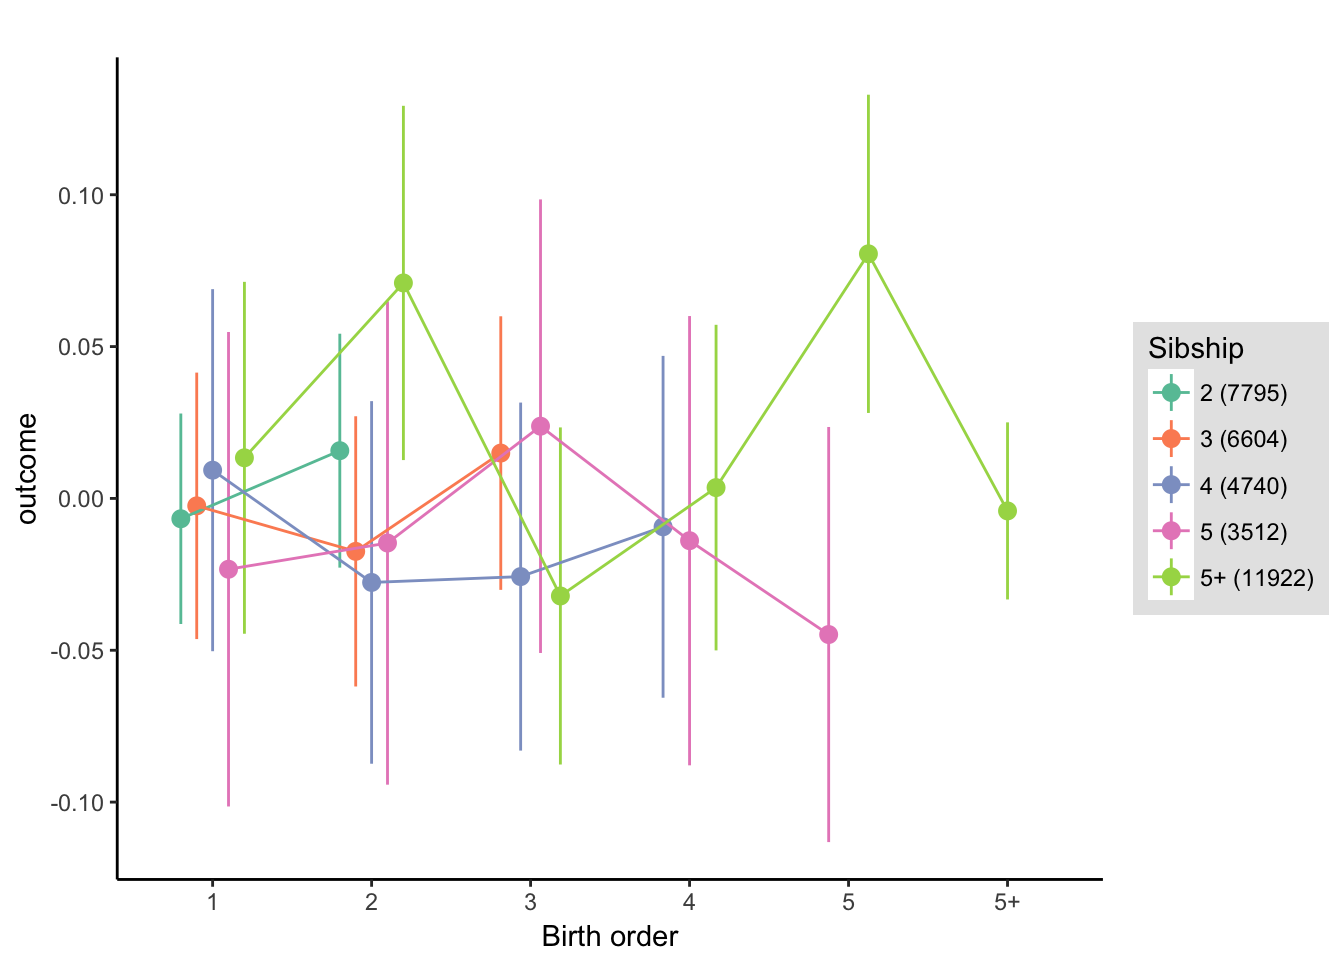 outcome
0.10
0.05
0.00
-0.05
-0.10
1 2 3 4 5 5+
Birth order
Sibship
2 (7795)
3 (6604)
4 (4740)
5 (3512)
5+ (11922)